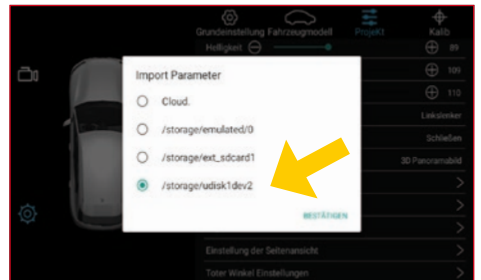 Grundeinstellung Fahrzeugmodell Projekt Kalib
Helligkeit 89
109
110
Linkslenker
Schließen
3D Panoramabild
Import Parameter
Cloud.
/storage/emulated/0
/storage/ext_sdcard1
/storage/udisk1dev2
BESTÄTIGEN
Einstellung der Seitenansicht
Toter Winkel Einstellungen